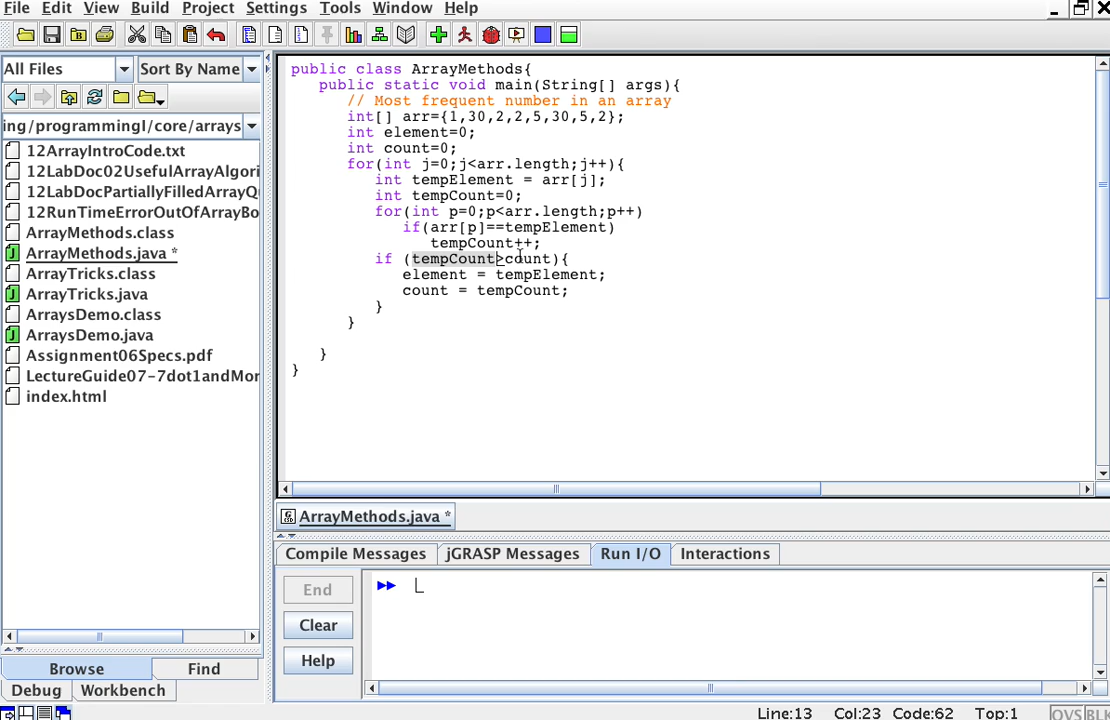 File Edit View Build Project Settings Tools Window Help
All Files Sort By Name
ing/programmingI/core/arrays
12ArrayIntroCode.txt
12LabDoc02UsefulArrayAlgori
12LabDocPartiallyFilledArrayQ
12RunTimeErrorOutOfArrayBo
ArrayMethods.class
ArrayMethods.java *
ArrayTricks.class
ArrayTricks.java
ArraysDemo.class
ArraysDemo.java
Assignment06Specs.pdf
LectureGuide07-7dot1andMor
index.html
Browse Find
Debug Workbench
public class ArrayMethods{
public static void main(String[] args){
// Most frequent number in an array
int[] arr={1,30,2,2,5,30,5,2};
int element=0;
int count=0;
for(int j=0;j<arr.length;j++){
int tempElement = arr[j];
int tempCount=0;
for(int p=0;p<arr.length;p++)
if(arr[p]==tempElement)
tempCount++;
if (tempCount>count){
element = tempElement;
count = tempCount;
}
}
}
}
ArrayMethods.java *
Compile Messages jGRASP Messages Run I/O Interactions
End
Clear
Help
Line:13 Col:23 Code:62 Top:1
OVS BLK